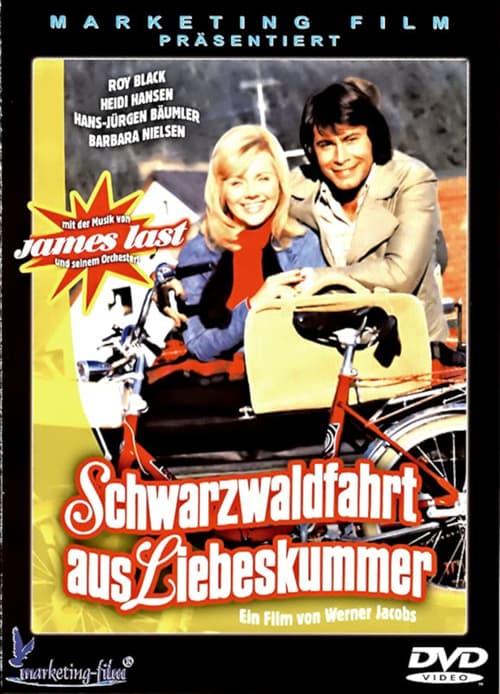 MARKETING FILM
PRÄSENTIERT
ROY BLACK
HEIDI HANSEN
HANS-JÜRGEN BÄUMLER
BARBARA NIELSEN
mit der Musik von
james last
und seinem Orchester!
Schwarzwaldfahrt
aus Liebeskummer
Ein Film von Werner Jacobs
marketing-film®
DVD
VIDEO